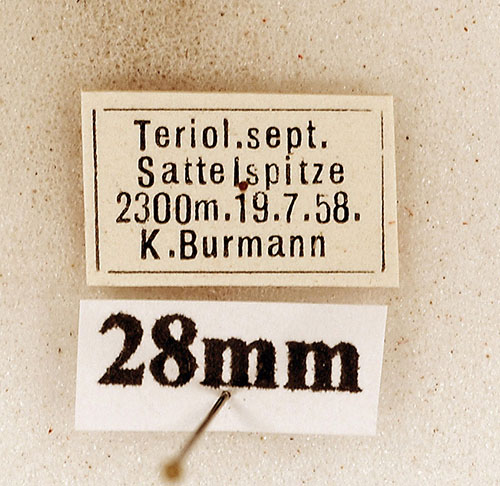 Teriol.sept.
Sattelspitze
2300m.19.7.58.
K.Burmann
28mm